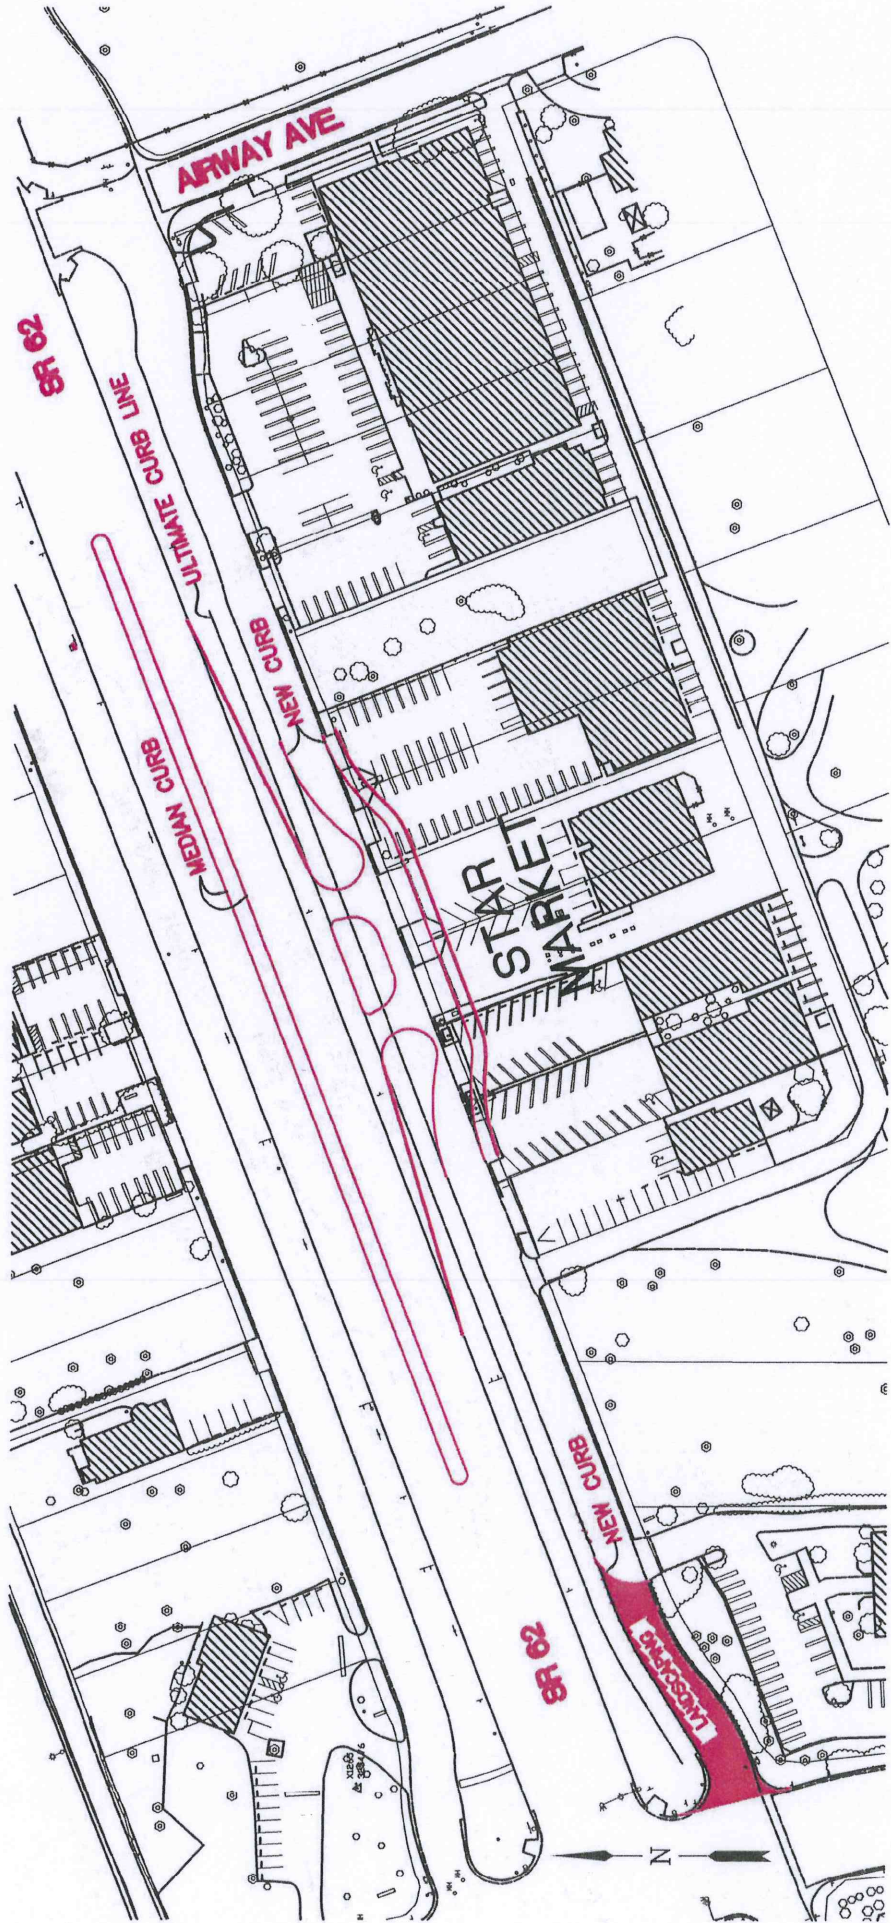 AIRWAY AVE.
SR 62
ULTIMATE CURB LINE
NEW CURB
MEDIAN CURB
STAR
MARKET
NEW CURB
SR 62
LANDSCAPING
N